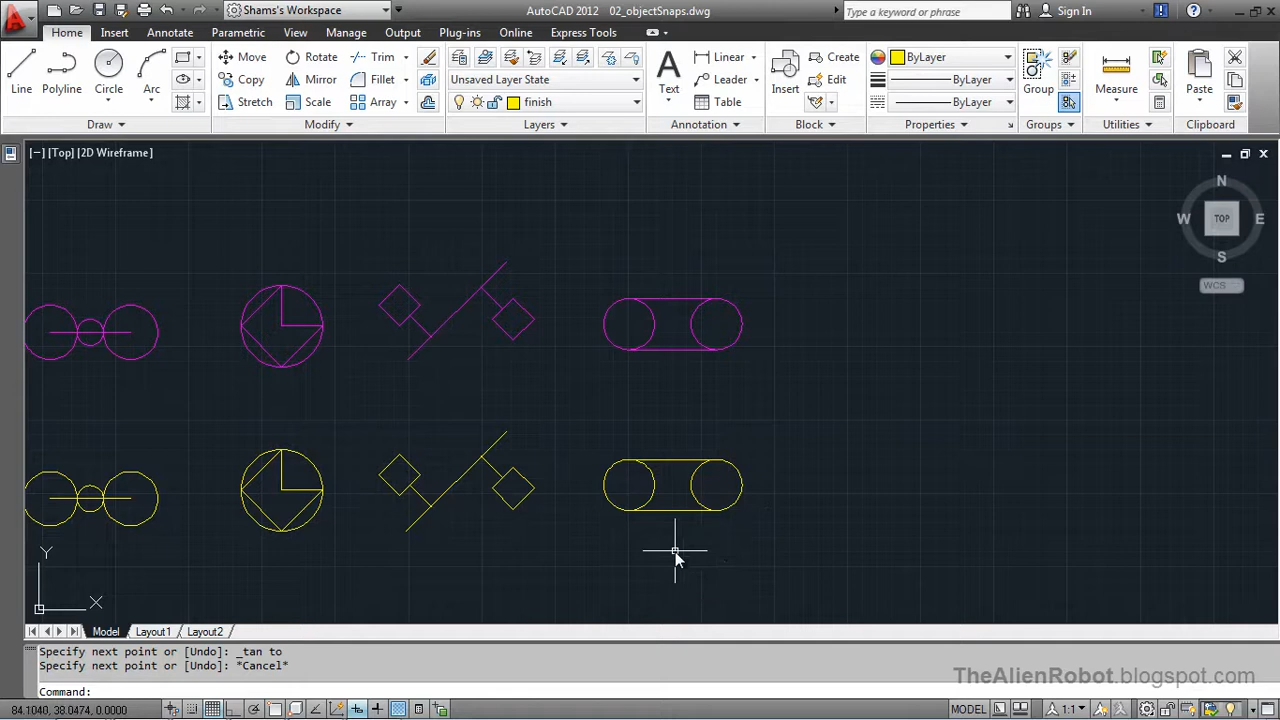 Shams's Workspace
AutoCAD 2012 02_objectSnaps.dwg
Type a keyword or phrase
Sign In
Home Insert Annotate Parametric View Manage Output Plug-ins Online Express Tools
Line Polyline Circle Arc
Move Rotate Trim
Copy Mirror Fillet
Stretch Scale Array
Unsaved Layer State
finish
Text
Linear
Leader
Table
Insert
Create
Edit
ByLayer
ByLayer
ByLayer
Group
Measure
Paste
Draw Modify Layers Annotation Block Properties Groups Utilities Clipboard
[−] [Top] [2D Wireframe]
N
W TOP E
S
WCS
Y
X
Model Layout1 Layout2
Specify next point or [Undo]: _tan to
Specify next point or [Undo]: *Cancel*
Command:
TheAlienRobot.blogspot.com
84.1040, 38.0474, 0.0000
MODEL
1:1